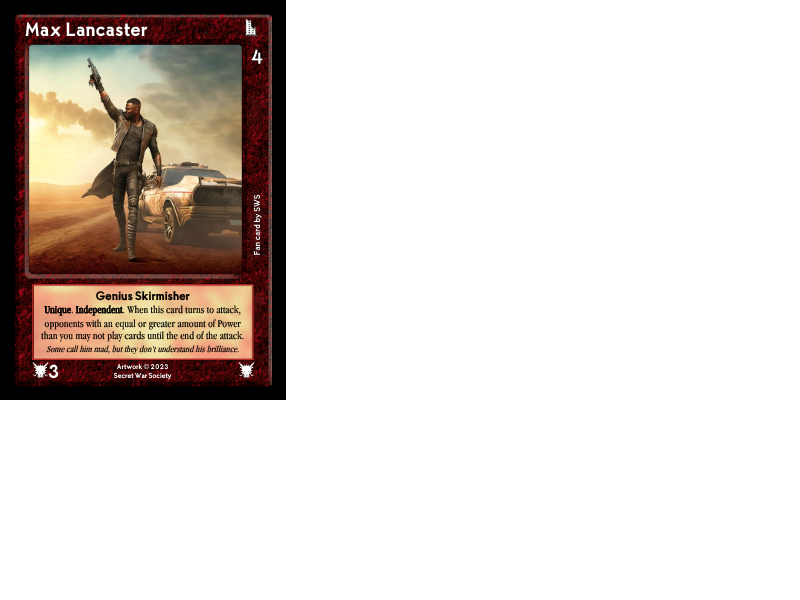 Max Lancaster
4
Fan card by SWS
Genius Skirmisher
Unique. Independent. When this card turns to attack,
opponents with an equal or greater amount of Power
than you may not play cards until the end of the attack.
Some call him mad, but they don't understand his brilliance.
3
Artwork © 2023
Secret War Society